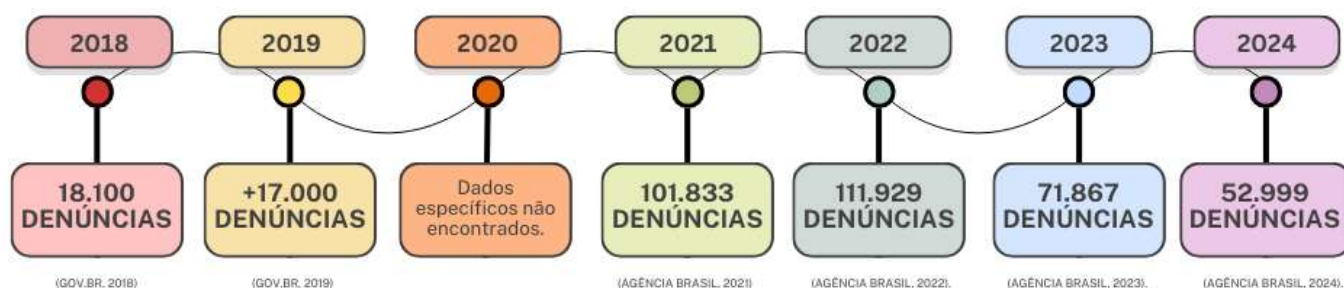 2018
2019
2020
2021
2022
2023
2024
18.100
DENÚNCIAS
+17.000
DENÚNCIAS
Dados
específicos não
encontrados.
101.833
DENÚNCIAS
111.929
DENÚNCIAS
71.867
DENÚNCIAS
52.999
DENÚNCIAS
(GOV.BR, 2018)
(GOV.BR, 2019)
(AGÊNCIA BRASIL, 2021)
(AGÊNCIA BRASIL, 2022).
(AGÊNCIA BRASIL, 2023).
(AGÊNCIA BRASIL, 2024).